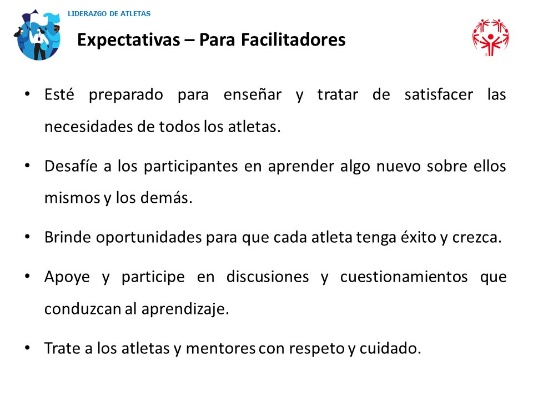 LIDERAZGO DE ATLETAS
Expectativas – Para Facilitadores
• Esté preparado para enseñar y tratar de satisfacer las
necesidades de todos los atletas.
• Desafíe a los participantes en aprender algo nuevo sobre ellos
mismos y los demás.
• Brinde oportunidades para que cada atleta tenga éxito y crezca.
• Apoye y participe en discusiones y cuestionamientos que
conduzcan al aprendizaje.
• Trate a los atletas y mentores con respeto y cuidado.